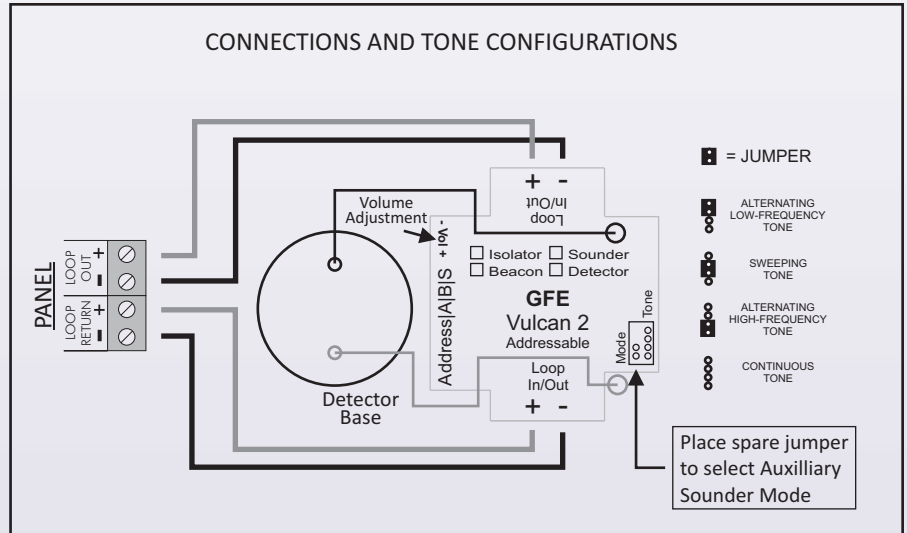 CONNECTIONS AND TONE CONFIGURATIONS
PANEL
LOOP
OUT
+
-
LOOP
RETURN
+
-
Volume
Adjustment
Detector
Base
+ -
Loop
In/Out
- Vol +
Isolator Sounder
Beacon Detector
GFE
Vulcan 2
Addressable
Address|A|B|S
Mode
Tone
Loop
In/Out
+ -
= JUMPER
ALTERNATING
LOW-FREQUENCY
TONE
SWEEPING
TONE
ALTERNATING
HIGH-FREQUENCY
TONE
CONTINUOUS
TONE
Place spare jumper
to select Auxilliary
Sounder Mode